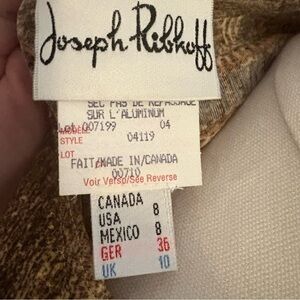 Joseph Ribkoff
SEC PAS DE REPASSAGE
SUR L'ALUMINUM
Lot 007199 04
STYLE 04119
LOT
FAIT/MADE IN/CANADA
00710
Voir Verso/See Reverse
CANADA 8
USA
MEXICO 8
GER 36
UK 10